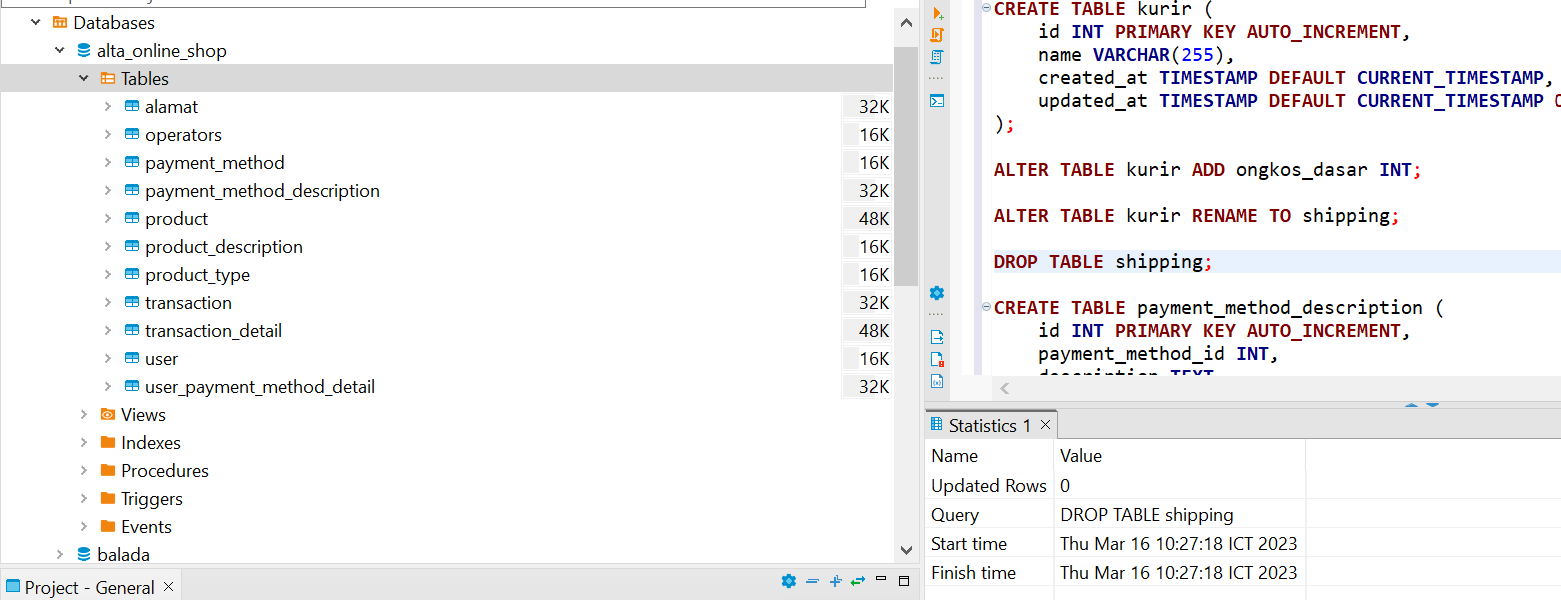 Databases
alta_online_shop
Tables
alamat 32K
operators 16K
payment_method 16K
payment_method_description 32K
product 48K
product_description 16K
product_type 16K
transaction 32K
transaction_detail 48K
user 16K
user_payment_method_detail 32K
Views
Indexes
Procedures
Triggers
Events
balada
Project - General
CREATE TABLE kurir (
id INT PRIMARY KEY AUTO_INCREMENT,
name VARCHAR(255),
created_at TIMESTAMP DEFAULT CURRENT_TIMESTAMP,
updated_at TIMESTAMP DEFAULT CURRENT_TIMESTAMP
);
ALTER TABLE kurir ADD ongkos_dasar INT;
ALTER TABLE kurir RENAME TO shipping;
DROP TABLE shipping;
CREATE TABLE payment_method_description (
id INT PRIMARY KEY AUTO_INCREMENT,
payment_method_id INT,
description TEXT
Statistics 1
Name Value
Updated Rows 0
Query DROP TABLE shipping
Start time Thu Mar 16 10:27:18 ICT 2023
Finish time Thu Mar 16 10:27:18 ICT 2023